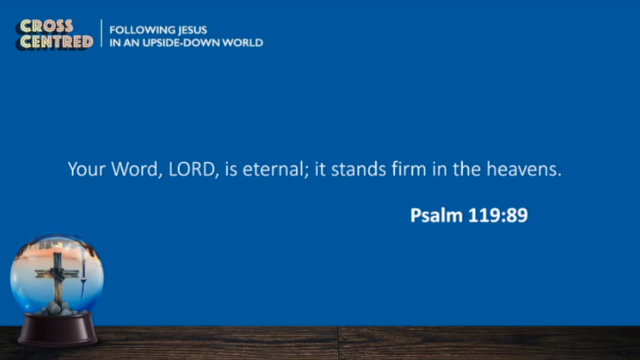 CROSS
CENTRED
FOLLOWING JESUS
IN AN UPSIDE-DOWN WORLD
Your Word, LORD, is eternal; it stands firm in the heavens.
Psalm 119:89